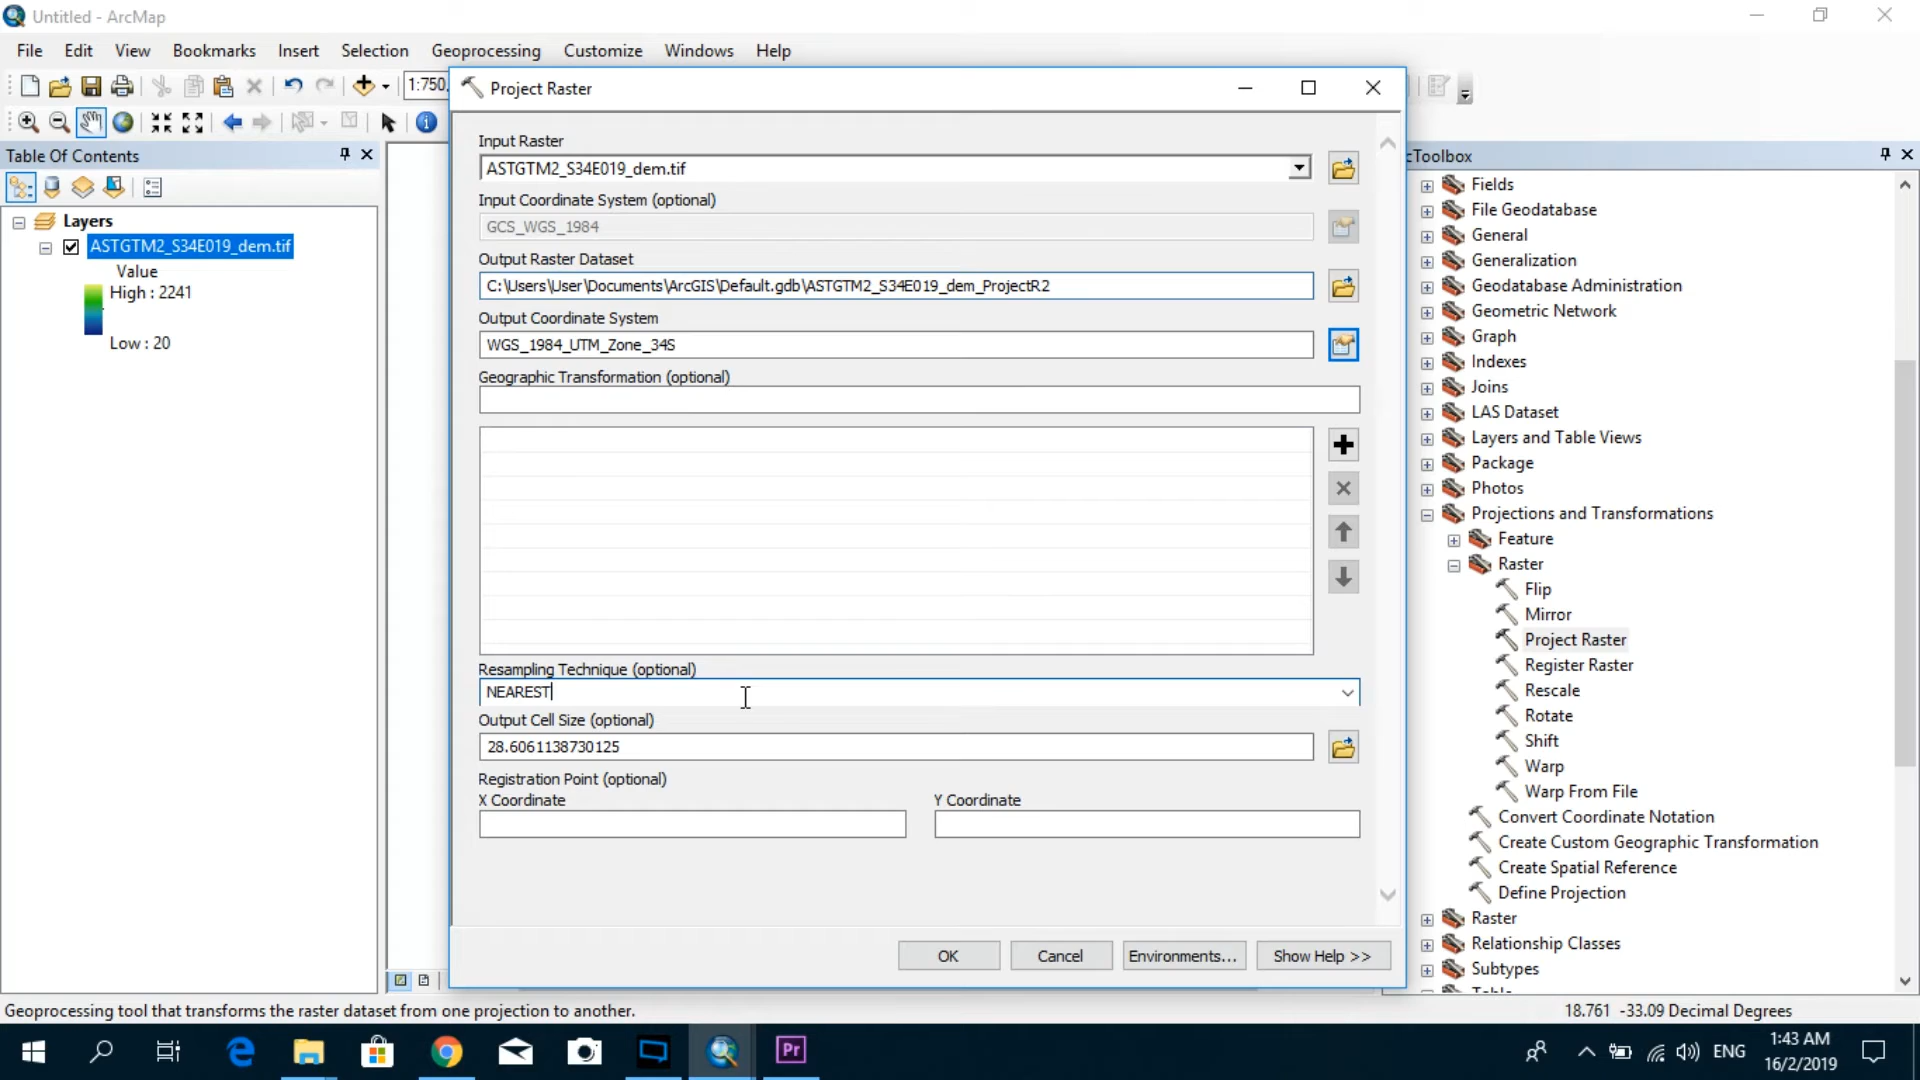 Untitled - ArcMap
File Edit View Bookmarks Insert Selection Geoprocessing Customize Windows Help
1:750,
Project Raster
Table Of Contents
Layers
ASTGTM2_S34E019_dem.tif
Value
High : 2241
Low : 20
Input Raster
ASTGTM2_S34E019_dem.tif
Input Coordinate System (optional)
GCS_WGS_1984
Output Raster Dataset
C:\Users\User\Documents\ArcGIS\Default.gdb\ASTGTM2_S34E019_dem_ProjectR2
Output Coordinate System
WGS_1984_UTM_Zone_34S
Geographic Transformation (optional)
Resampling Technique (optional)
NEAREST
Output Cell Size (optional)
28.6061138730125
Registration Point (optional)
X Coordinate Y Coordinate
OK Cancel Environments... Show Help >>
cToolbox
Fields
File Geodatabase
General
Generalization
Geodatabase Administration
Geometric Network
Graph
Indexes
Joins
LAS Dataset
Layers and Table Views
Package
Photos
Projections and Transformations
Feature
Raster
Flip
Mirror
Project Raster
Register Raster
Rescale
Rotate
Shift
Warp
Warp From File
Convert Coordinate Notation
Create Custom Geographic Transformation
Create Spatial Reference
Define Projection
Raster
Relationship Classes
Subtypes
Geoprocessing tool that transforms the raster dataset from one projection to another.
18.761 -33.09 Decimal Degrees
Pr
ENG
1:43 AM
16/2/2019